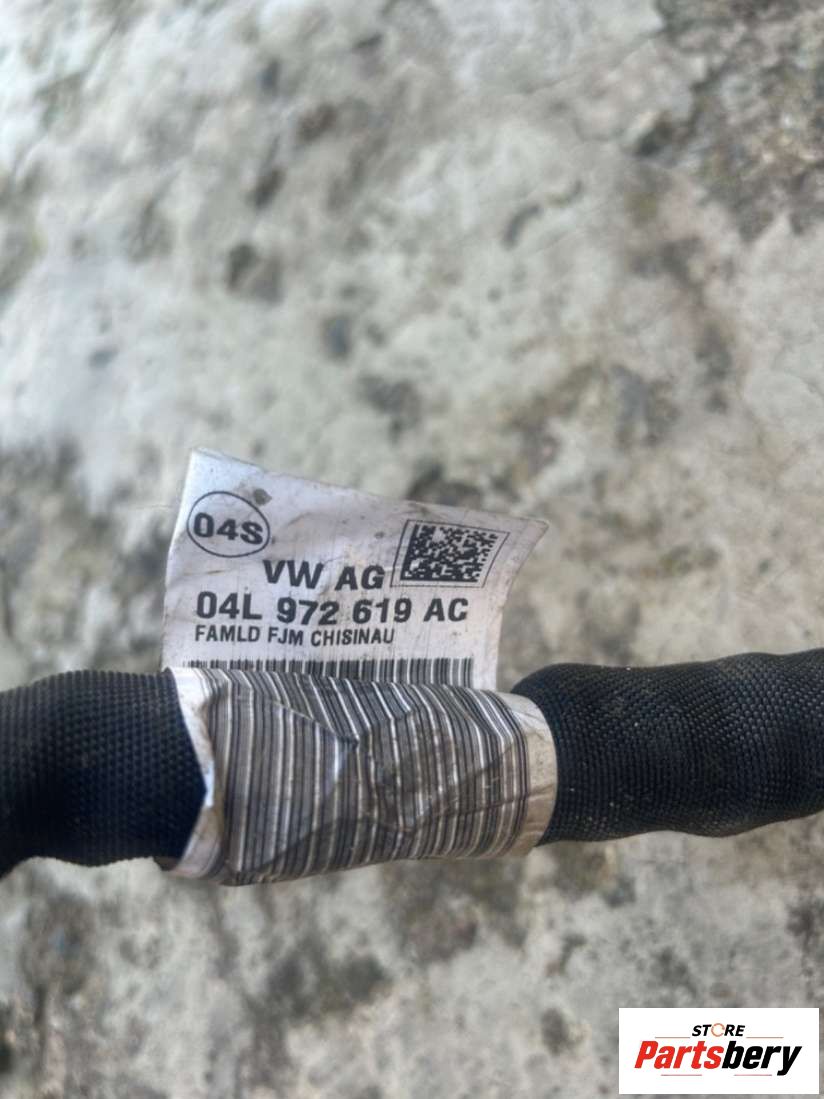 04S
VW AG
04L 972 619 AC
FAMLD FJM CHISINAU
STORE
Partsbery